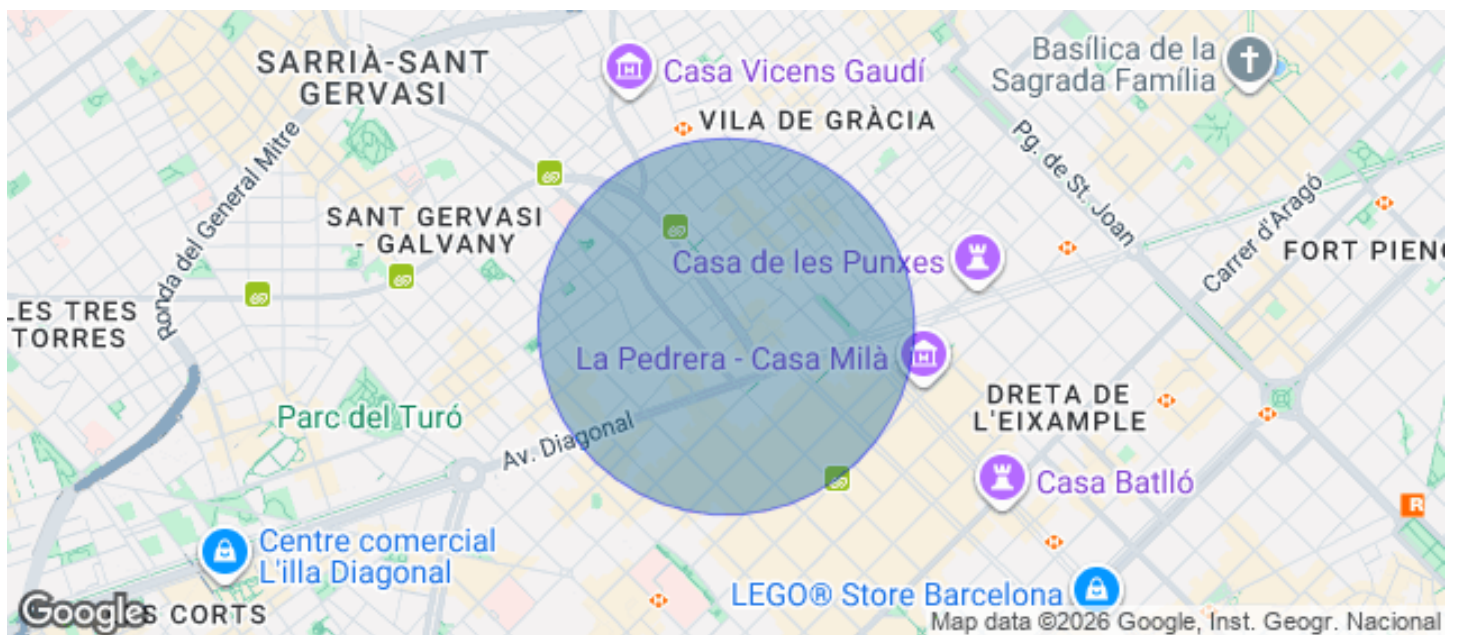 SARRIÀ-SANT
GERVASI
Casa Vicens Gaudí
Basílica de la
Sagrada Família
VILA DE GRÀCIA
Ronda del General Mitre
Pg. de St. Joan
SANT GERVASI
- GALVANY
Carrer d'Aragó
FORT PIEN
Casa de les Punxes
LES TRES
TORRES
La Pedrera - Casa Milà
DRETA DE
L'EIXAMPLE
Parc del Turó
Av. Diagonal
Casa Batlló
R
Centre comercial
L'illa Diagonal
LEGO® Store Barcelona
Google
S CORTS
Map data ©2026 Google, Inst. Geogr. Nacional